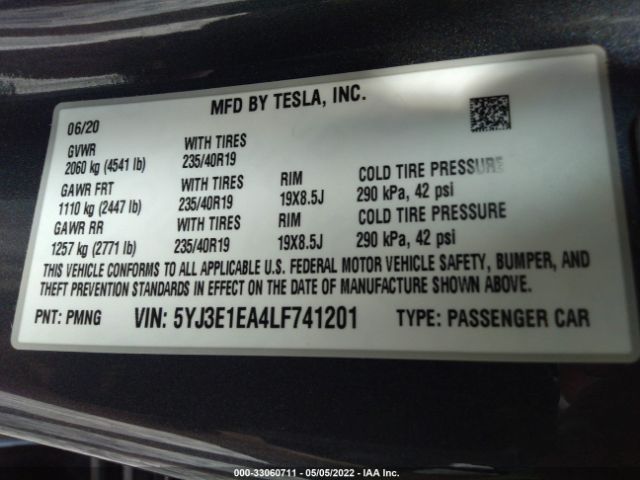 MFD BY TESLA, INC.
06/20
GVWR WITH TIRES
2060 kg (4541 lb) 235/40R19
GAWR FRT WITH TIRES RIM COLD TIRE PRESSURE
1110 kg (2447 lb) 235/40R19 19X8.5J 290 kPa, 42 psi
GAWR RR WITH TIRES RIM COLD TIRE PRESSURE
1257 kg (2771 lb) 235/40R19 19X8.5J 290 kPa, 42 psi
THIS VEHICLE CONFORMS TO ALL APPLICABLE U.S. FEDERAL MOTOR VEHICLE SAFETY, BUMPER, AND
THEFT PREVENTION STANDARDS IN EFFECT ON THE DATE OF MANUFACTURE SHOWN ABOVE.
PNT: PMNG VIN: 5YJ3E1EA4LF741201 TYPE: PASSENGER CAR
000-33060711 - 05/05/2022 - IAA Inc.